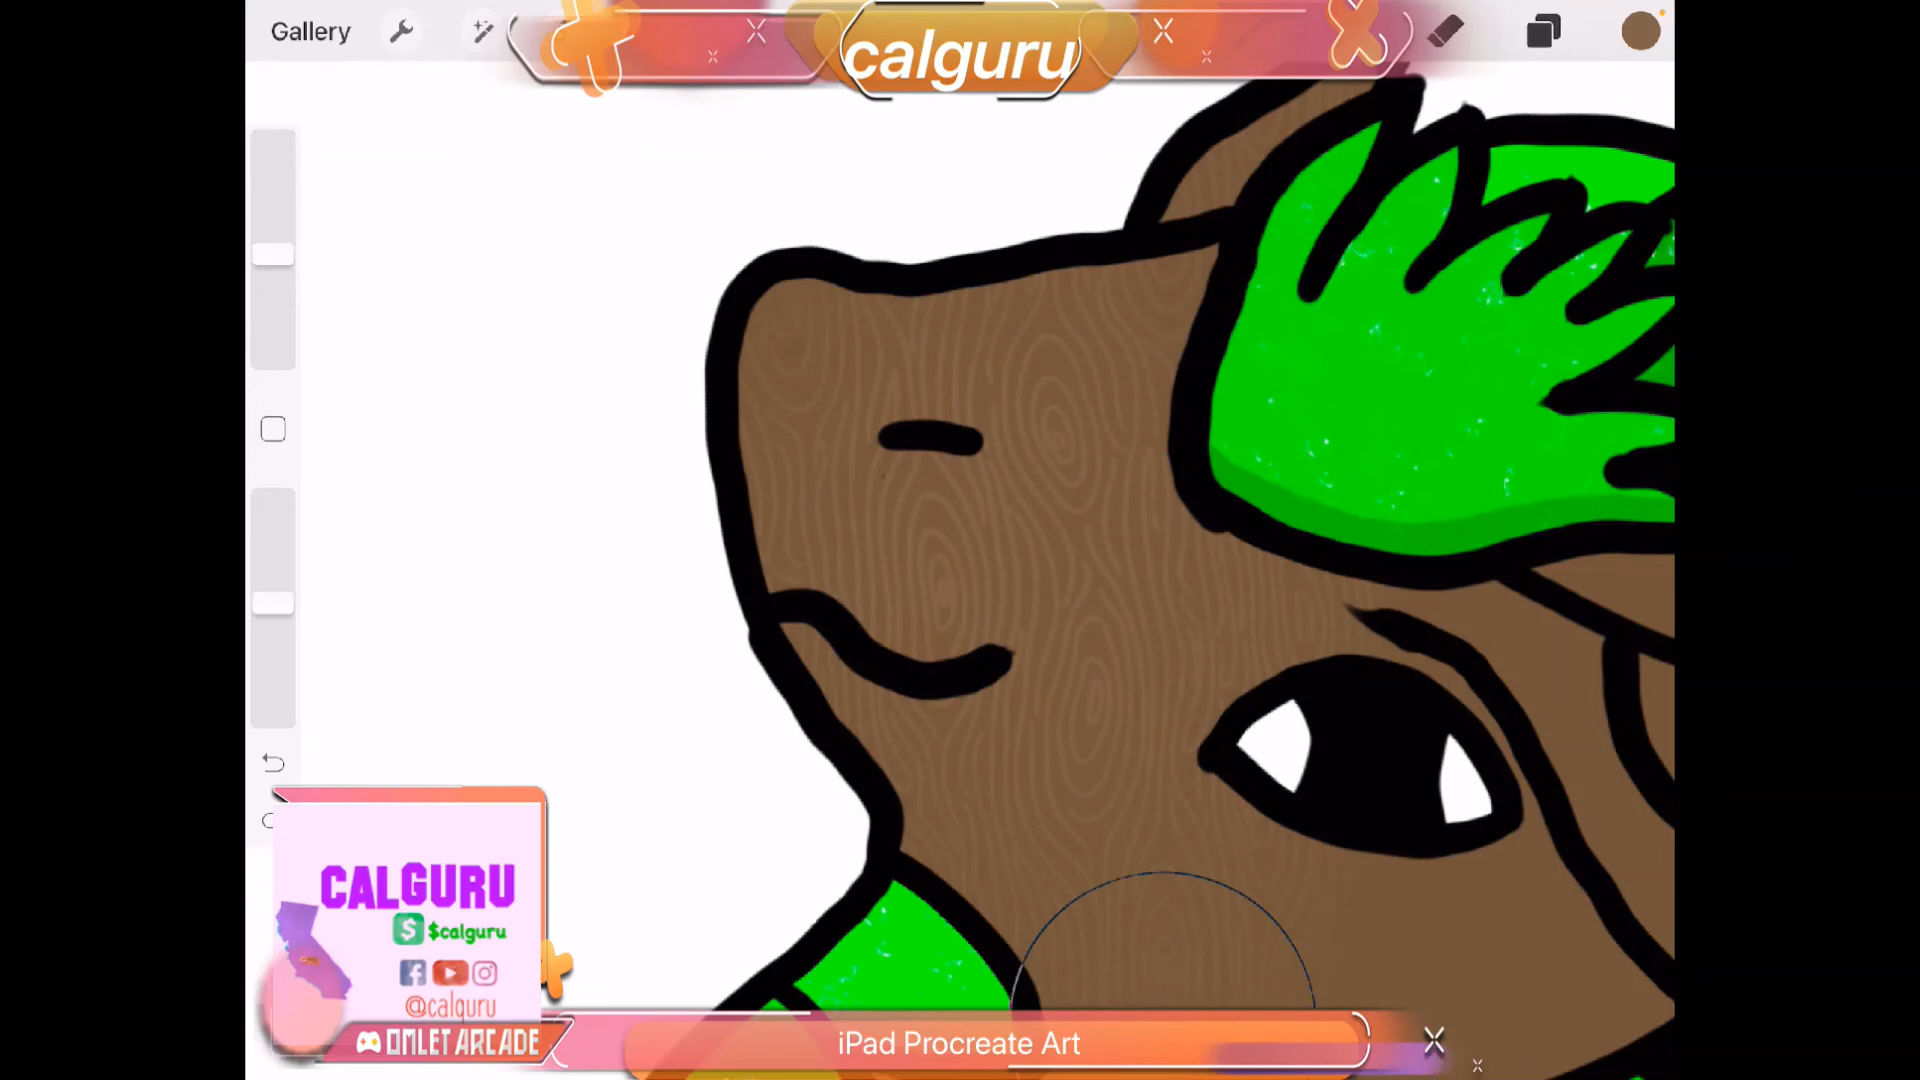 Gallery
calguru
CALGURU
$ $calguru
@calguru
OMLET ARCADE
iPad Procreate Art